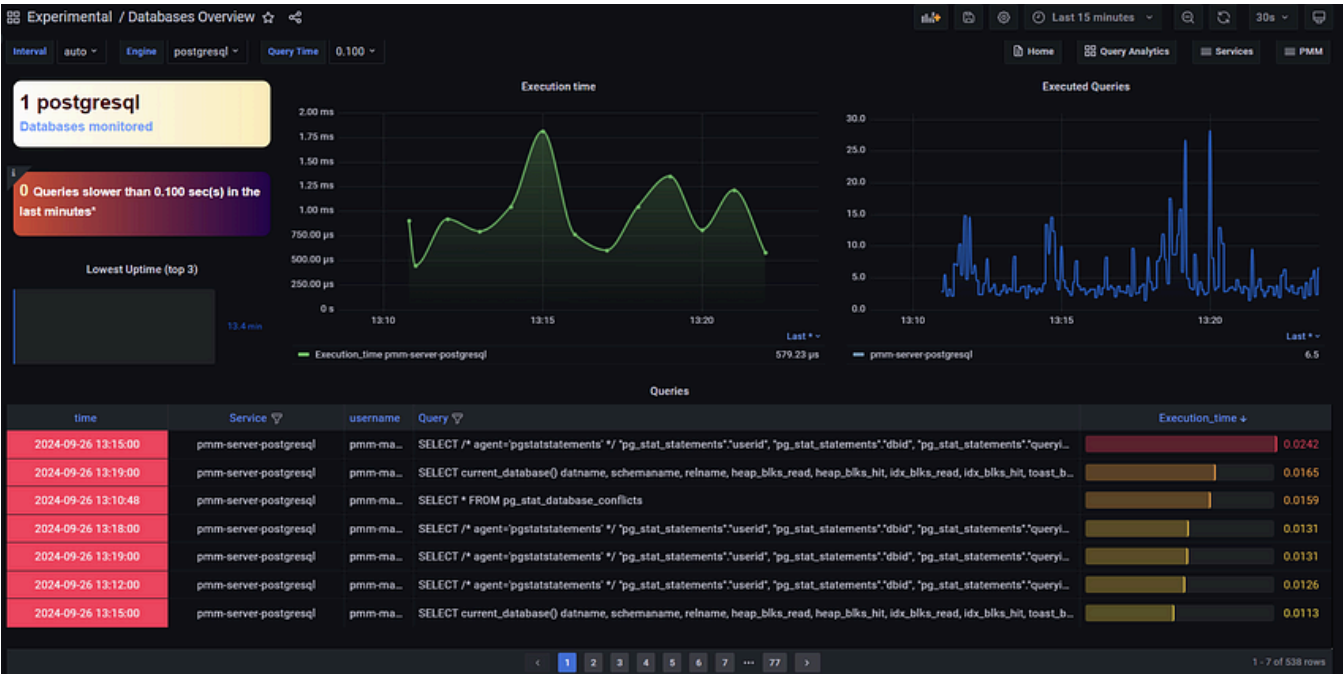 Experimental / Databases Overview
Last 15 minutes
30s
Interval auto Engine postgresql Query Time 0.100
Home Query Analytics Services PMM
1 postgresql
Databases monitored
i
0 Queries slower than 0.100 sec(s) in the
last minutes*
Lowest Uptime (top 3)
13.4 min
Execution time
2.00 ms
1.75 ms
1.50 ms
1.25 ms
1.00 ms
750.00 µs
500.00 µs
250.00 µs
0 s
13:10 13:15 13:20
Last *
Execution_time pmm-server-postgresql 579.23 µs
Executed Queries
30.0
25.0
20.0
15.0
10.0
5.0
0.0
13:10 13:15 13:20
Last *
pmm-server-postgresql 6.5
Queries
time Service username Query Execution_time
2024-09-26 13:15:00 pmm-server-postgresql pmm-ma... SELECT /* agent='pgstatstatements' */ "pg_stat_statements"."userid", "pg_stat_statements"."dbid", "pg_stat_statements"."queryi... 0.0242
2024-09-26 13:19:00 pmm-server-postgresql pmm-ma... SELECT current_database() datname, schemaname, relname, heap_blks_read, heap_blks_hit, idx_blks_read, idx_blks_hit, toast_b... 0.0165
2024-09-26 13:10:48 pmm-server-postgresql pmm-ma... SELECT * FROM pg_stat_database_conflicts 0.0159
2024-09-26 13:18:00 pmm-server-postgresql pmm-ma... SELECT /* agent='pgstatstatements' */ "pg_stat_statements"."userid", "pg_stat_statements"."dbid", "pg_stat_statements"."queryi... 0.0131
2024-09-26 13:19:00 pmm-server-postgresql pmm-ma... SELECT /* agent='pgstatstatements' */ "pg_stat_statements"."userid", "pg_stat_statements"."dbid", "pg_stat_statements"."queryi... 0.0131
2024-09-26 13:12:00 pmm-server-postgresql pmm-ma... SELECT /* agent='pgstatstatements' */ "pg_stat_statements"."userid", "pg_stat_statements"."dbid", "pg_stat_statements"."queryi... 0.0126
2024-09-26 13:15:00 pmm-server-postgresql pmm-ma... SELECT current_database() datname, schemaname, relname, heap_blks_read, heap_blks_hit, idx_blks_read, idx_blks_hit, toast_b... 0.0113
1 2 3 4 5 6 7 ... 77
1 - 7 of 538 rows